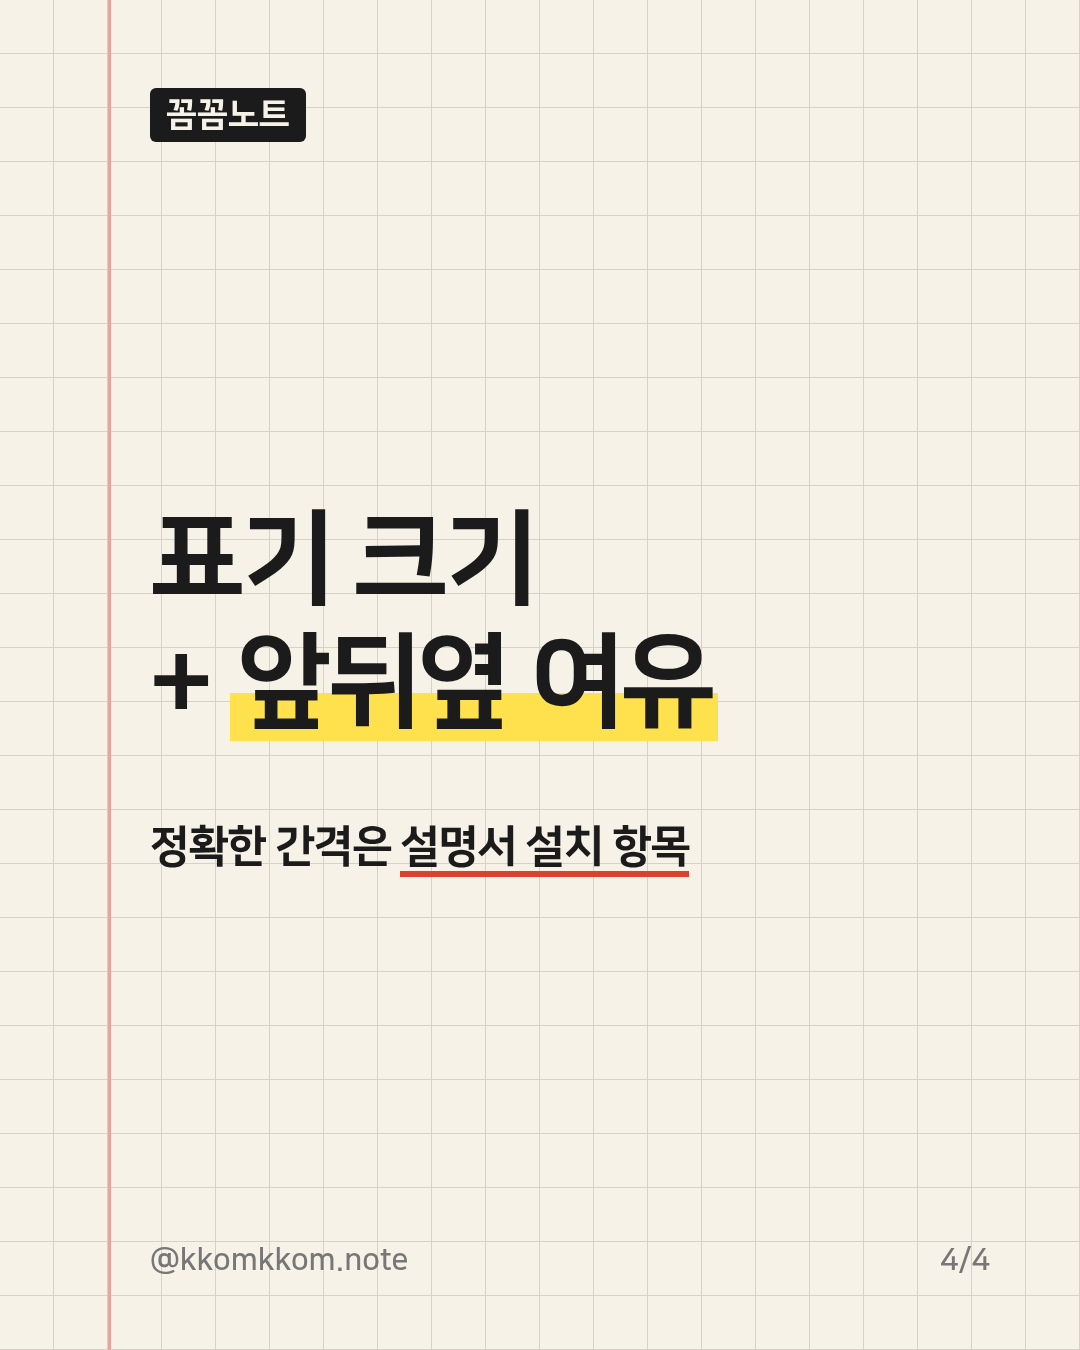 꼼꼼노트
표기 크기
+ 앞뒤옆 여유
정확한 간격은 설명서 설치 항목
@kkomkkom.note
4/4